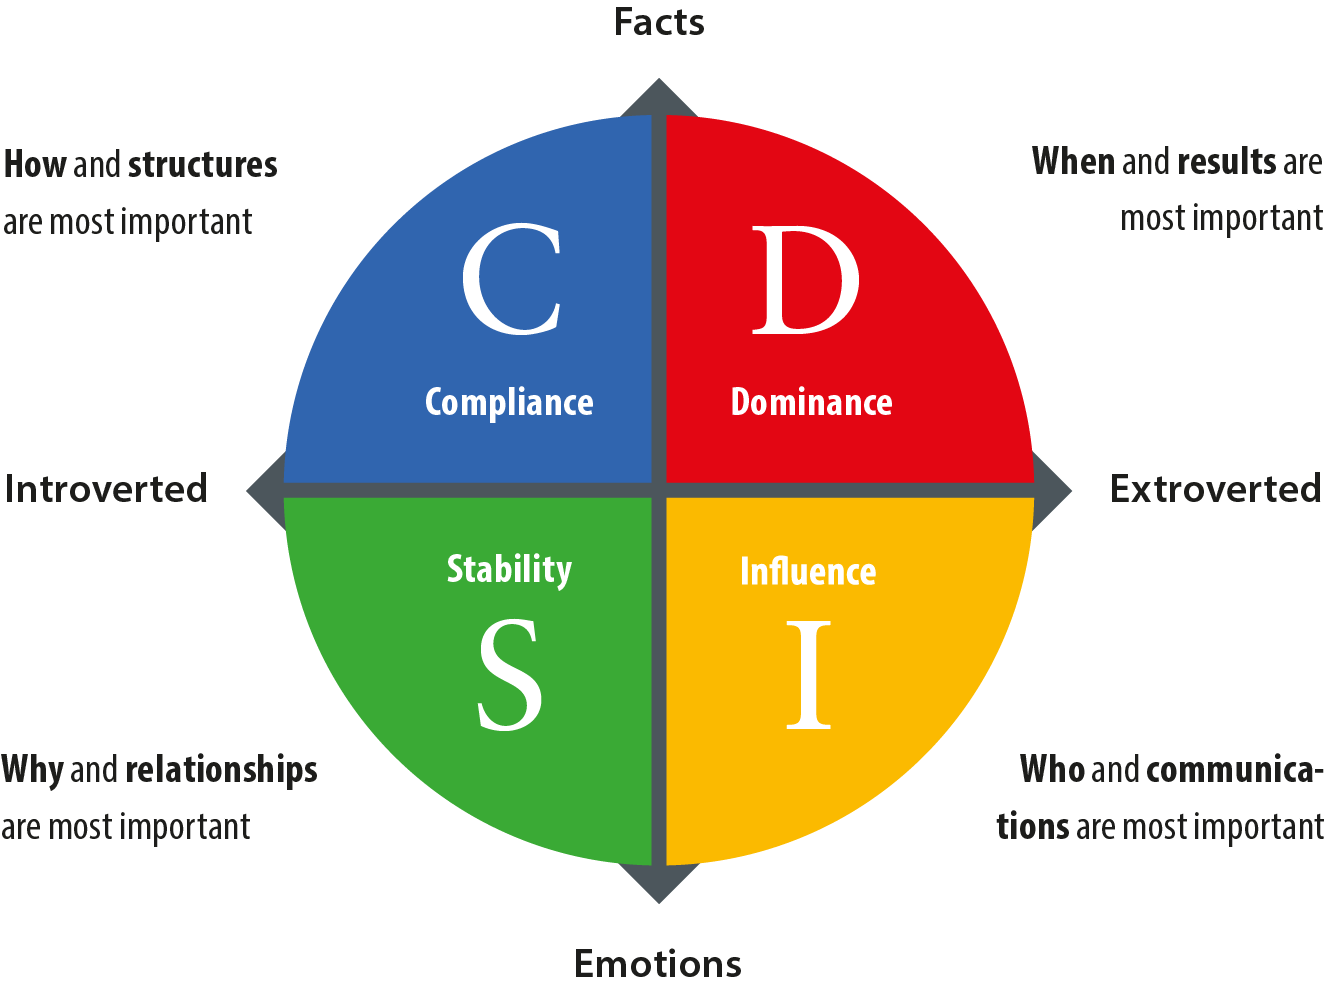 Facts
How and structures
are most important
When and results are
most important
C
Compliance
D
Dominance
Introverted
Extroverted
Stability
S
Influence
I
Why and relationships
are most important
Who and communica-
tions are most important
Emotions